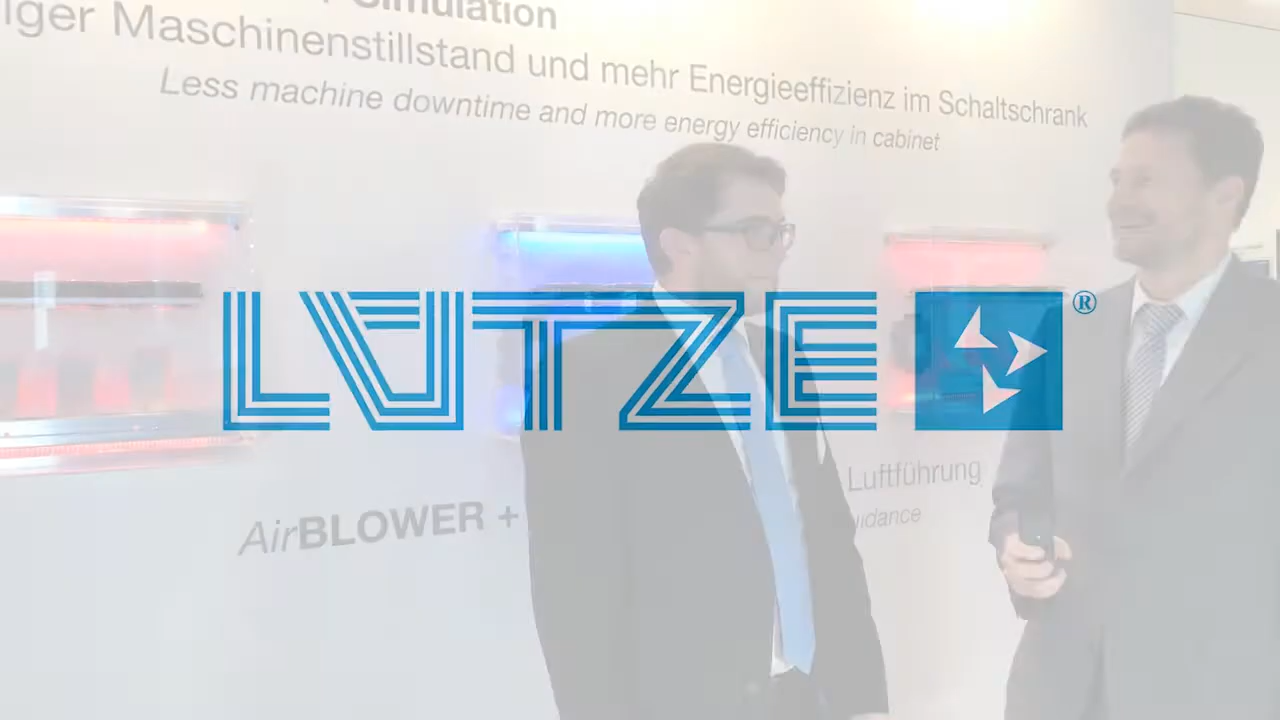 Simulation
iger Maschinenstillstand und mehr Energieeffizienz im Schaltschrank
Less machine downtime and more energy efficiency in cabinet
LÜTZE ®
AirBLOWER +
Luftführung
uidance